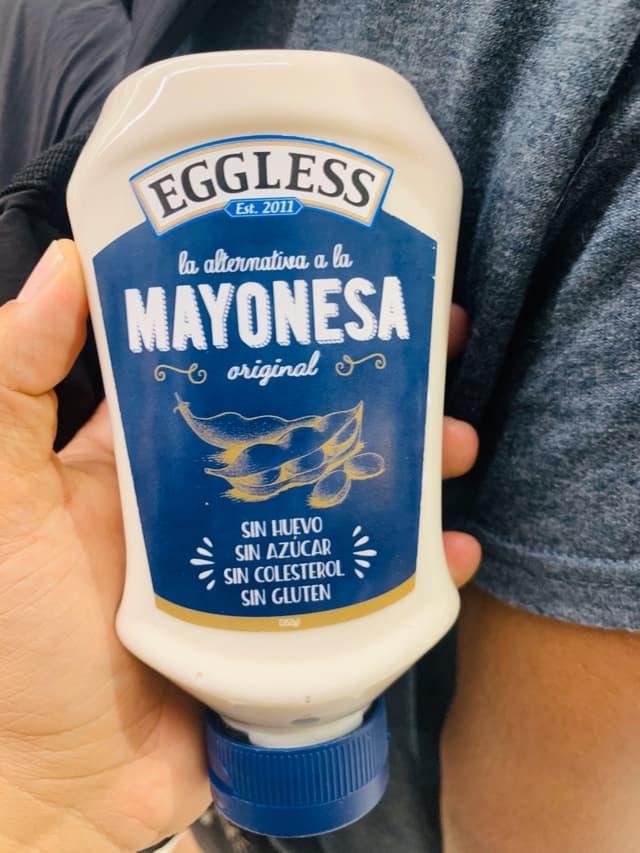 EGGLESS
Est. 2011
la alternativa a la
MAYONESA
original
SIN HUEVO
SIN AZÚCAR
SIN COLESTEROL
SIN GLUTEN